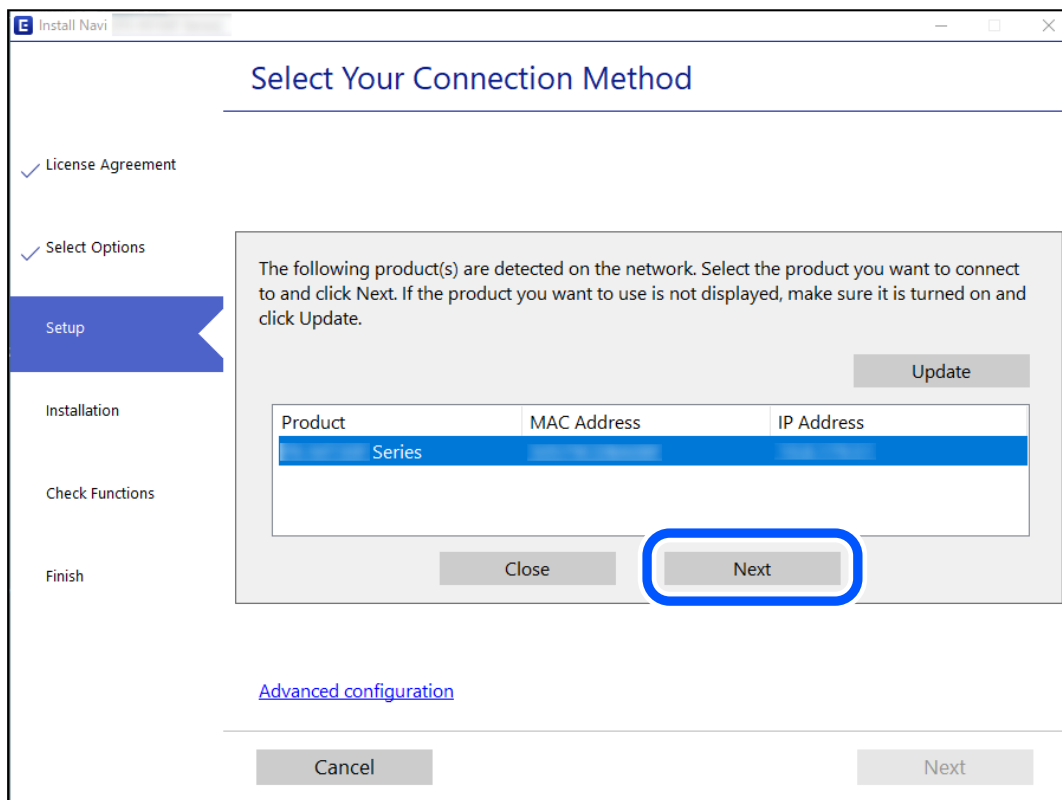 Install Navi
Select Your Connection Method
License Agreement
Select Options
Setup
Installation
Check Functions
Finish
The following product(s) are detected on the network. Select the product you want to connect
to and click Next. If the product you want to use is not displayed, make sure it is turned on and
click Update.
Update
Product MAC Address IP Address
Series
Close Next
Advanced configuration
Cancel Next